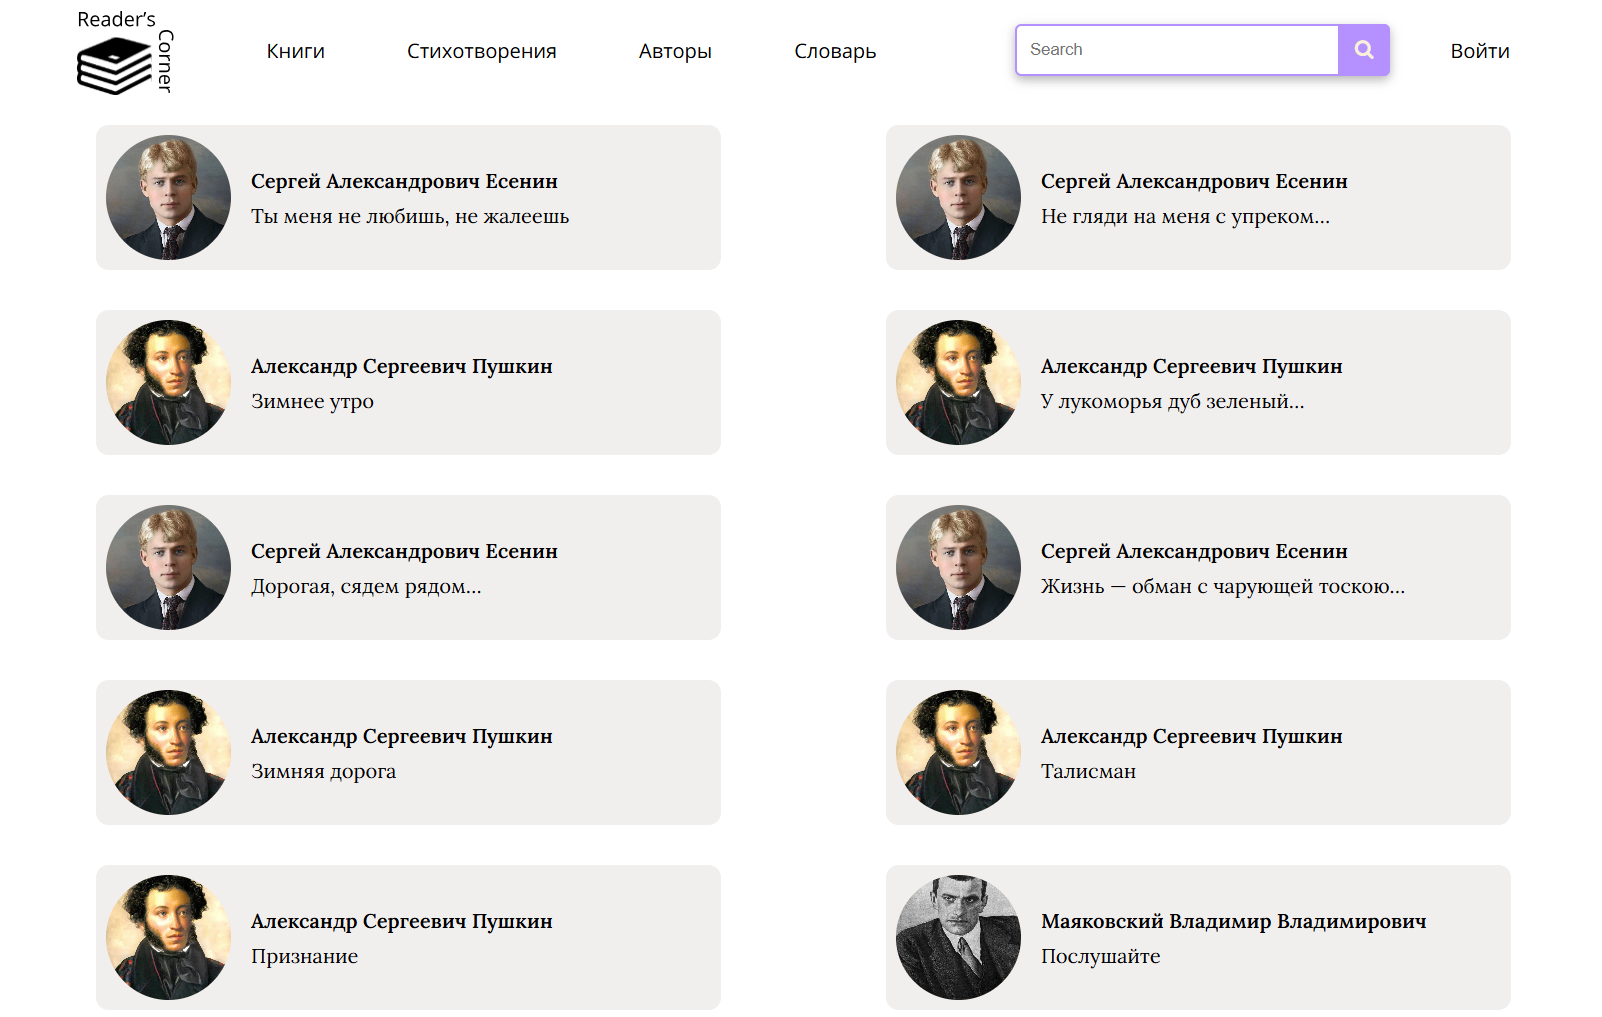 Reader's
Corner
Книги
Стихотворения
Авторы
Словарь
Search
Войти
Сергей Александрович Есенин
Ты меня не любишь, не жалеешь
Сергей Александрович Есенин
Не гляди на меня с упреком...
Александр Сергеевич Пушкин
Зимнее утро
Александр Сергеевич Пушкин
У лукоморья дуб зеленый...
Сергей Александрович Есенин
Дорогая, сядем рядом...
Сергей Александрович Есенин
Жизнь — обман с чарующей тоскою...
Александр Сергеевич Пушкин
Зимняя дорога
Александр Сергеевич Пушкин
Талисман
Александр Сергеевич Пушкин
Признание
Маяковский Владимир Владимирович
Послушайте